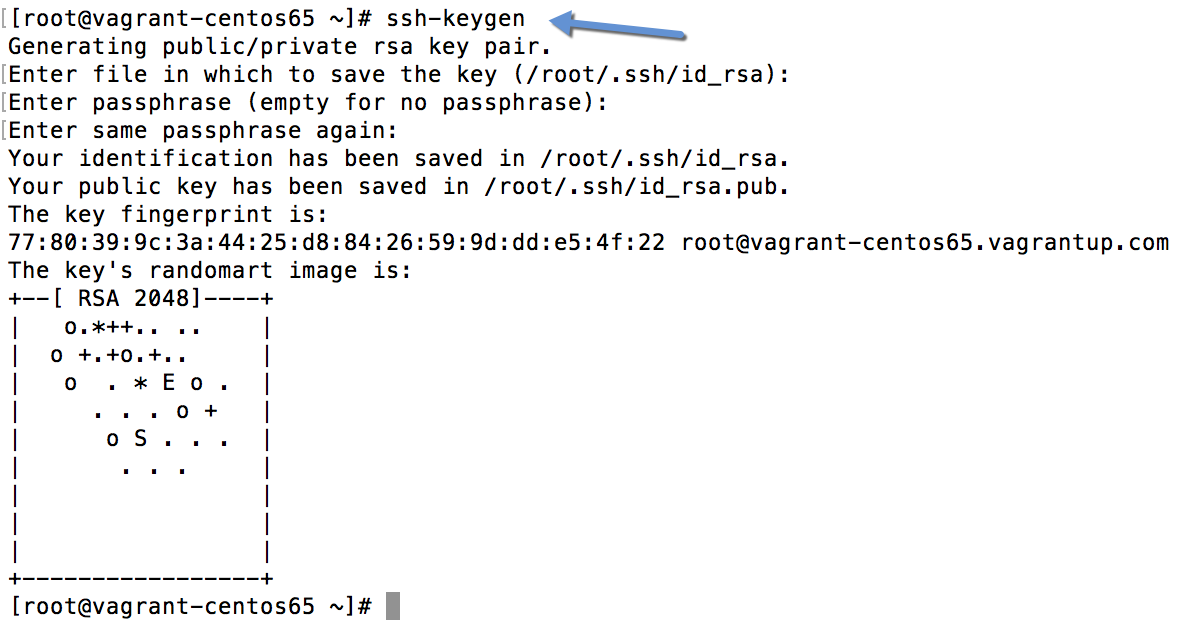 [root@vagrant-centos65 ~]# ssh-keygen
Generating public/private rsa key pair.
Enter file in which to save the key (/root/.ssh/id_rsa):
Enter passphrase (empty for no passphrase):
Enter same passphrase again:
Your identification has been saved in /root/.ssh/id_rsa.
Your public key has been saved in /root/.ssh/id_rsa.pub.
The key fingerprint is:
77:80:39:9c:3a:44:25:d8:84:26:59:9d:dd:e5:4f:22 root@vagrant-centos65.vagrantup.com
The key's randomart image is:
+--[ RSA 2048]----+
|   o.*++.. ..    |
|  o +.+o.+..     |
|   o  . * E o .  |
|     . . . o +   |
|      o S . . .  |
|       . . .     |
|                 |
|                 |
|                 |
+-----------------+
[root@vagrant-centos65 ~]#